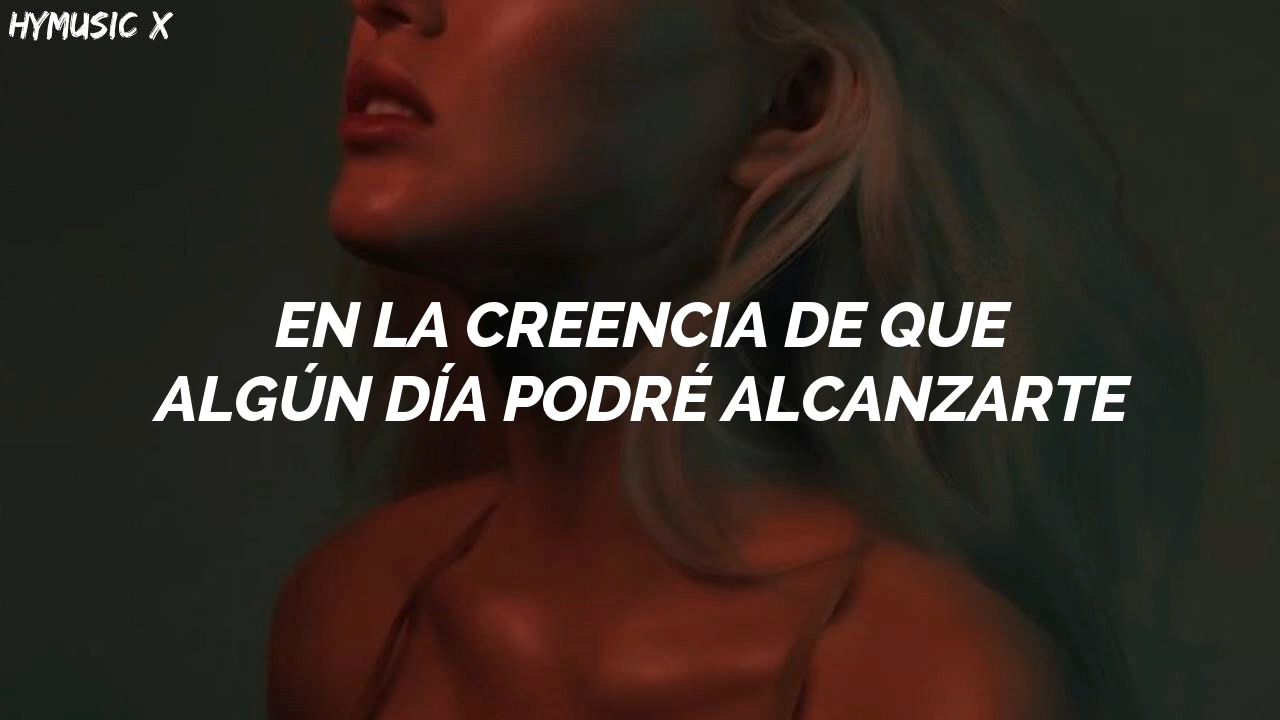 HYMUSIC X
EN LA CREENCIA DE QUE
ALGÚN DÍA PODRÉ ALCANZARTE